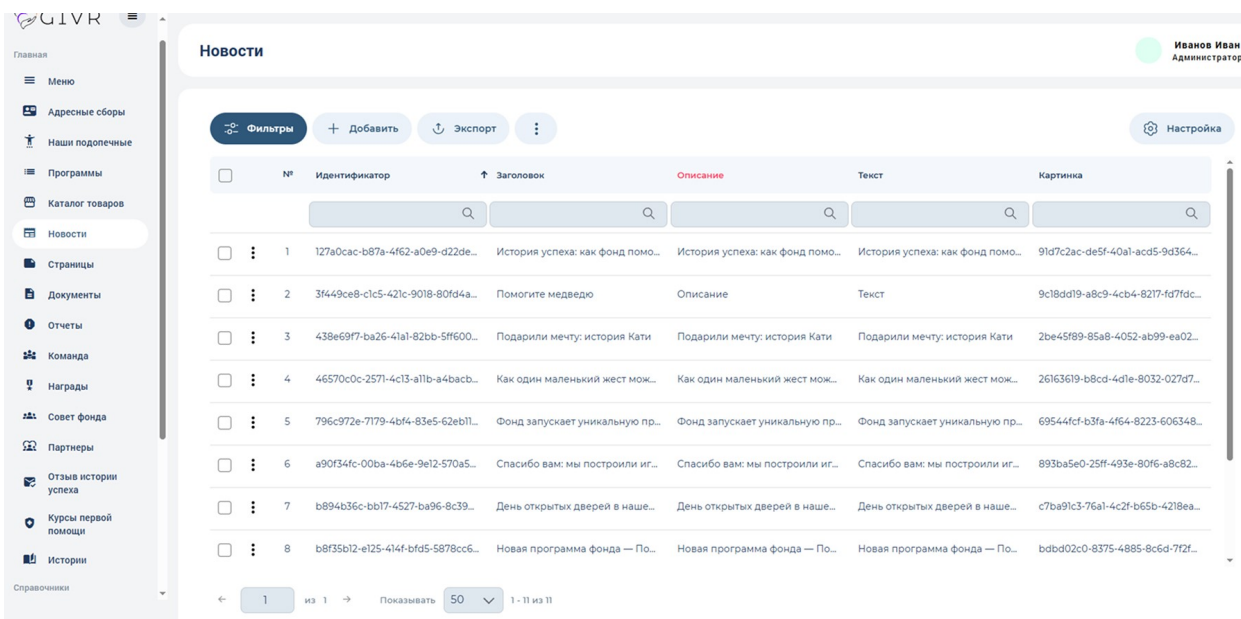 GIVR
Главная
Меню
Адресные сборы
Наши подопечные
Программы
Каталог товаров
Новости
Страницы
Документы
Отчеты
Команда
Награды
Совет фонда
Партнеры
Отзыв истории
успеха
Курсы первой
помощи
Истории
Справочники
Новости
Иванов Иван
Администратор
Фильтры Добавить Экспорт Настройка
№ Идентификатор Заголовок Описание Текст Картинка
1 127a0cac-b87a-4f62-a0e9-d22de... История успеха: как фонд помо... История успеха: как фонд помо... История успеха: как фонд помо... 91d7c2ac-de5f-40a1-acd5-9d364...
2 3f449ce8-c1c5-421c-9018-80fd4a... Помогите медведю Описание Текст 9c18dd19-a8c9-4cb4-8217-fd7fdc...
3 438e69f7-ba26-41a1-82bb-5ff600... Подарили мечту: история Кати Подарили мечту: история Кати Подарили мечту: история Кати 2be45f89-85a8-4052-ab99-ea02...
4 46570c0c-2571-4c13-a11b-a4bacb... Как один маленький жест мож... Как один маленький жест мож... Как один маленький жест мож... 26163619-b8cd-4d1e-8032-027d7...
5 796c972e-7179-4bf4-83e5-62eb11... Фонд запускает уникальную пр... Фонд запускает уникальную пр... Фонд запускает уникальную пр... 69544fcf-b3fa-4f64-8223-606348...
6 a90f34fc-00ba-4b6e-9e12-570a5... Спасибо вам: мы построили иг... Спасибо вам: мы построили иг... Спасибо вам: мы построили иг... 893ba5e0-25ff-493e-80f6-a8c82...
7 b894b36c-bb17-4527-ba96-8c39... День открытых дверей в наше... День открытых дверей в наше... День открытых дверей в наше... c7ba91c3-76a1-4c2f-b65b-4218ea...
8 b8f35b12-e125-414f-bfd5-5878cc6... Новая программа фонда — По... Новая программа фонда — По... Новая программа фонда — По... bdbd02c0-8375-4885-8c6d-7f2f...
1 из 1 Показывать 50 1 - 11 из 11